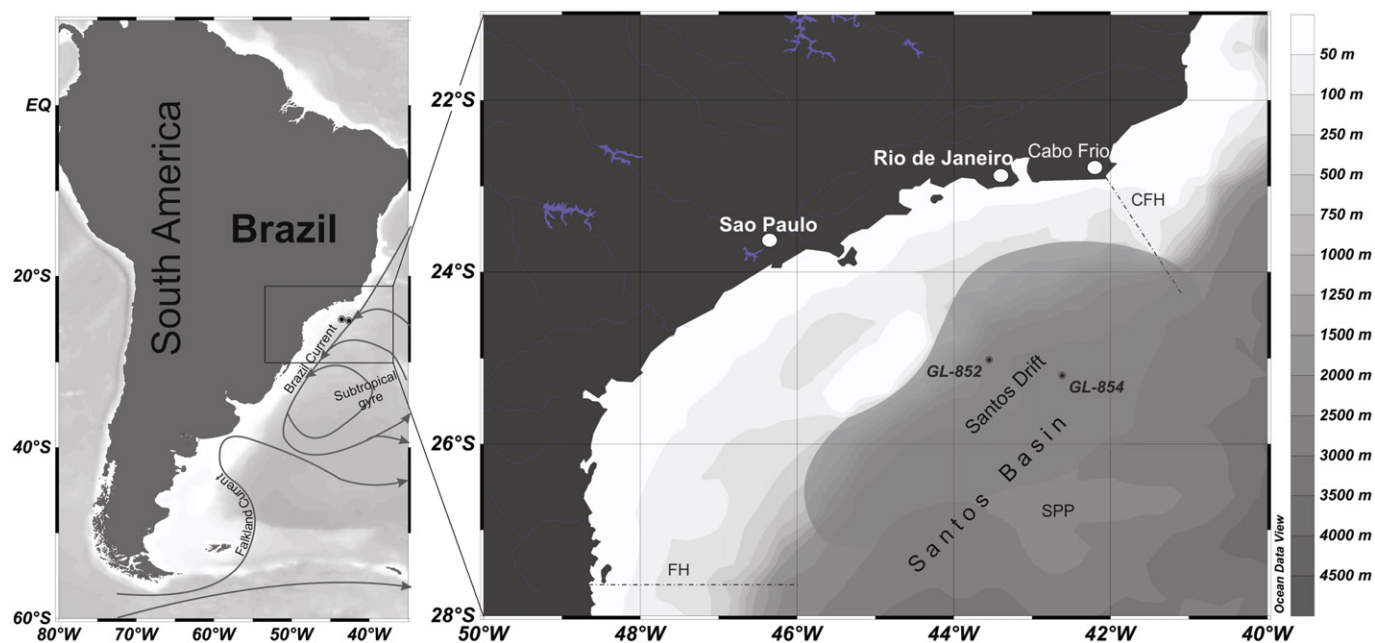 EQ
20°S
40°S
60°S
80°W
70°W
60°W
50°W
40°W
South America
Brazil
Brazil Current
Subtropical
gyre
Falkland Current
22°S
24°S
26°S
28°S
50°W
48°W
46°W
44°W
42°W
40°W
Rio de Janeiro
Cabo Frio
Sao Paulo
CFH
GL-852
GL-854
Santos Drift
Santos Basin
SPP
FH
Ocean Data View
50 m
100 m
250 m
500 m
750 m
1000 m
1250 m
1500 m
2000 m
2500 m
3000 m
3500 m
4000 m
4500 m